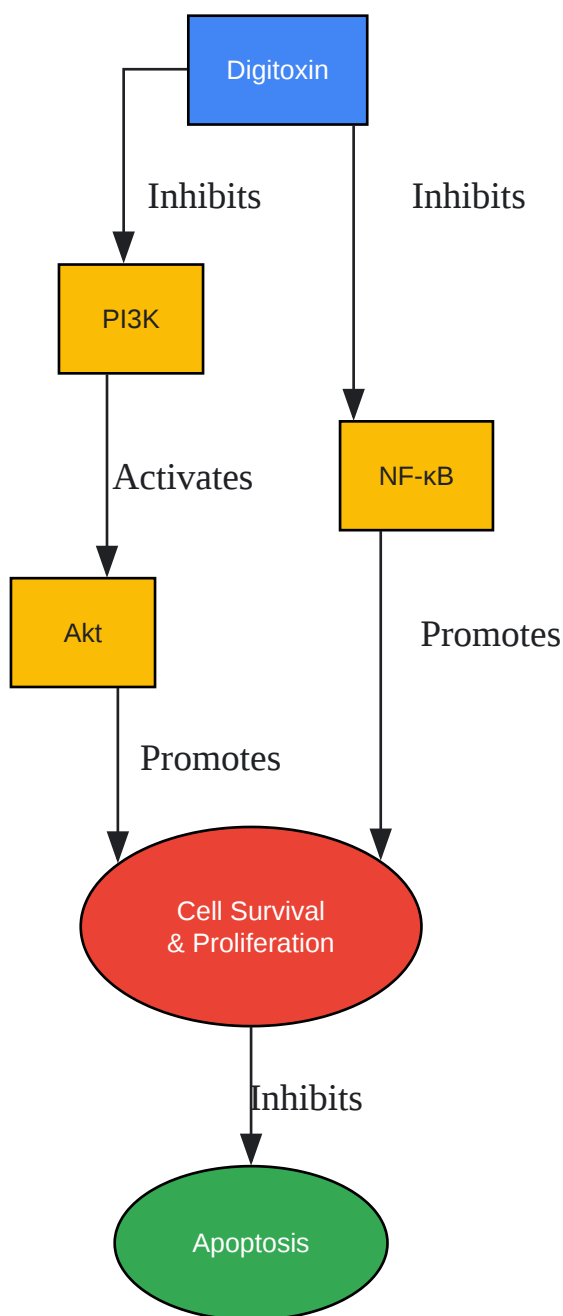 Digitoxin
Inhibits
Inhibits
PI3K
Activates
NF-κB
Akt
Promotes
Promotes
Cell Survival
& Proliferation
Inhibits
Apoptosis